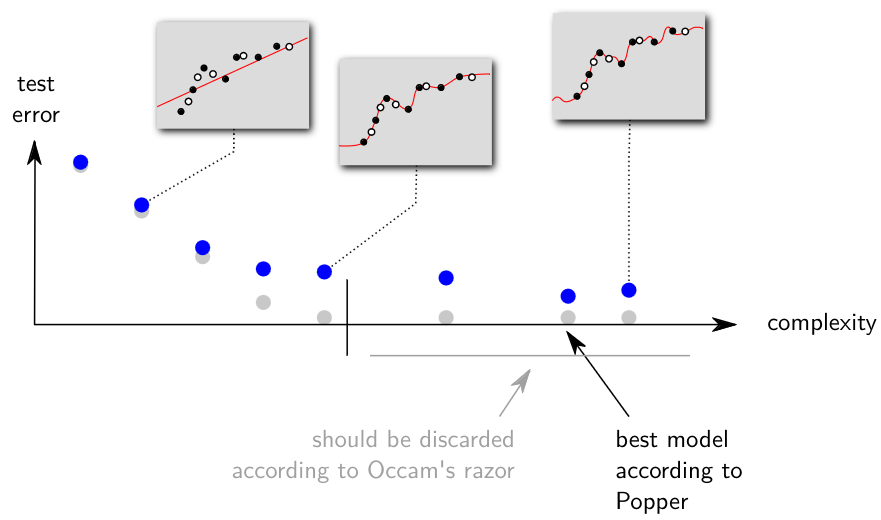 test
error
complexity
should be discarded
according to Occam's razor
best model
according to
Popper